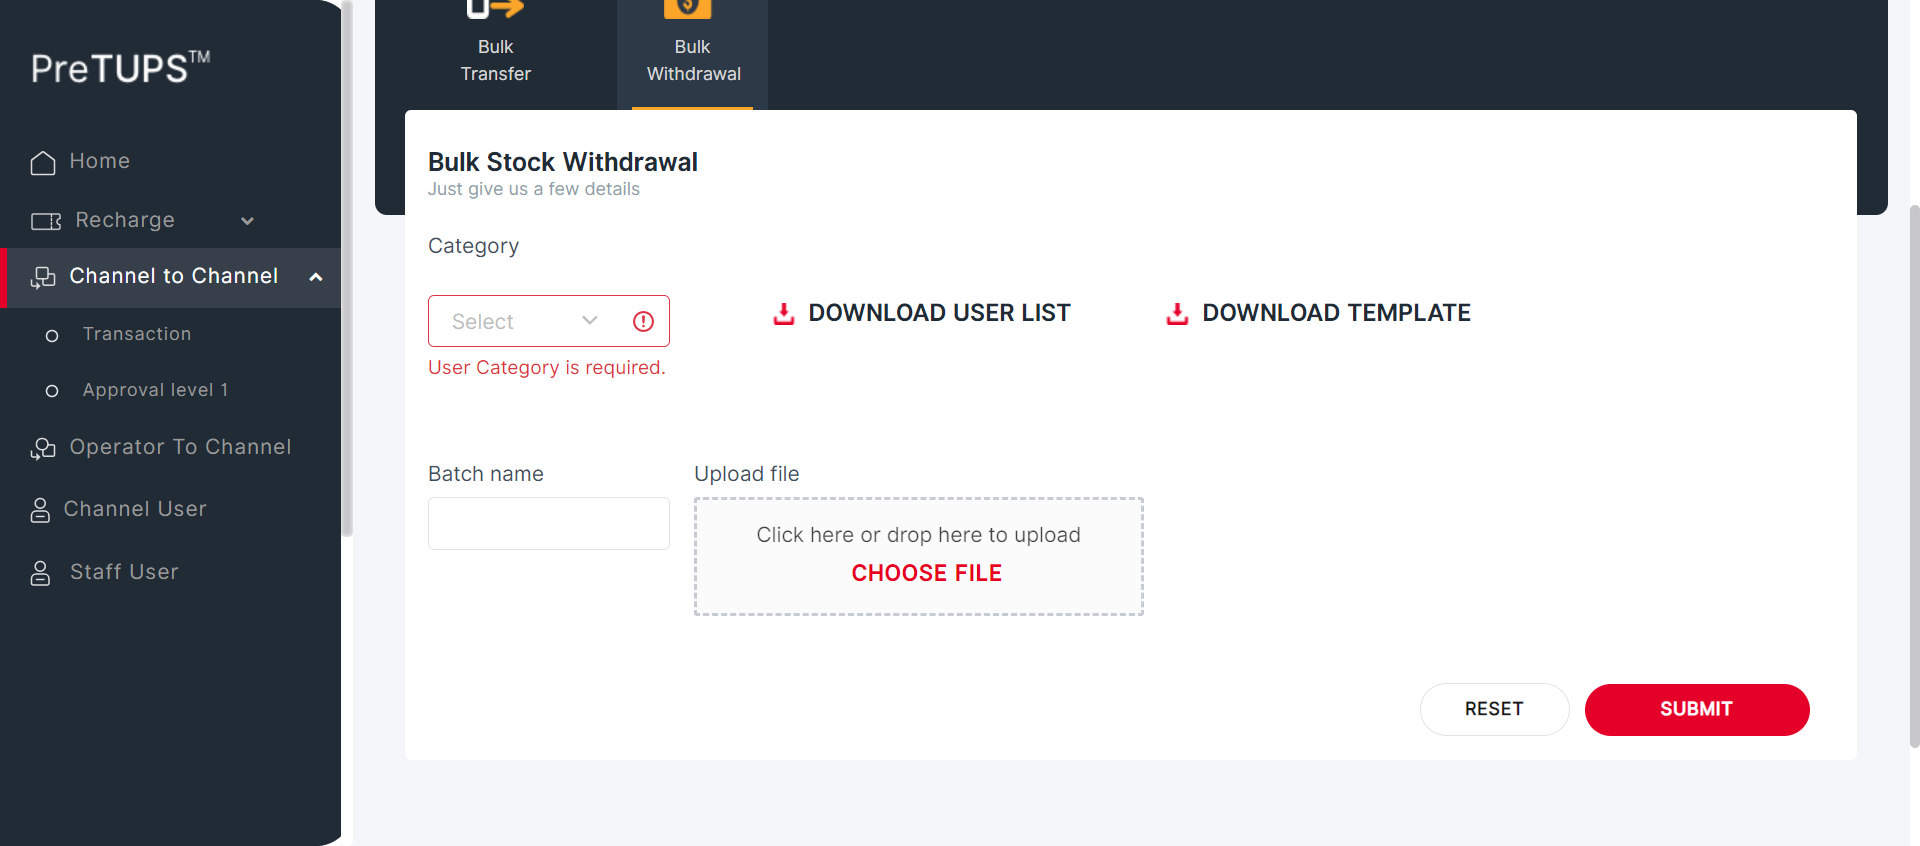 PreTUPS™
Home
Recharge
Channel to Channel
Transaction
Approval level 1
Operator To Channel
Channel User
Staff User
Bulk
Transfer
Bulk
Withdrawal
Bulk Stock Withdrawal
Just give us a few details
Category
Select
DOWNLOAD USER LIST
DOWNLOAD TEMPLATE
User Category is required.
Batch name
Upload file
Click here or drop here to upload
CHOOSE FILE
RESET
SUBMIT